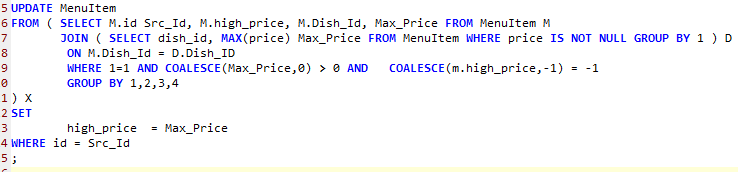 5 UPDATE MenuItem
6 FROM ( SELECT M.id Src_Id, M.high_price, M.Dish_Id, Max_Price FROM MenuItem M
7 JOIN ( SELECT dish_id, MAX(price) Max_Price FROM MenuItem WHERE price IS NOT NULL GROUP BY 1 ) D
8 ON M.Dish_Id = D.Dish_ID
9 WHERE 1=1 AND COALESCE(Max_Price,0) > 0 AND COALESCE(m.high_price,-1) = -1
0 GROUP BY 1,2,3,4
1 ) X
2 SET
3 high_price = Max_Price
4 WHERE id = Src_Id
5 ;